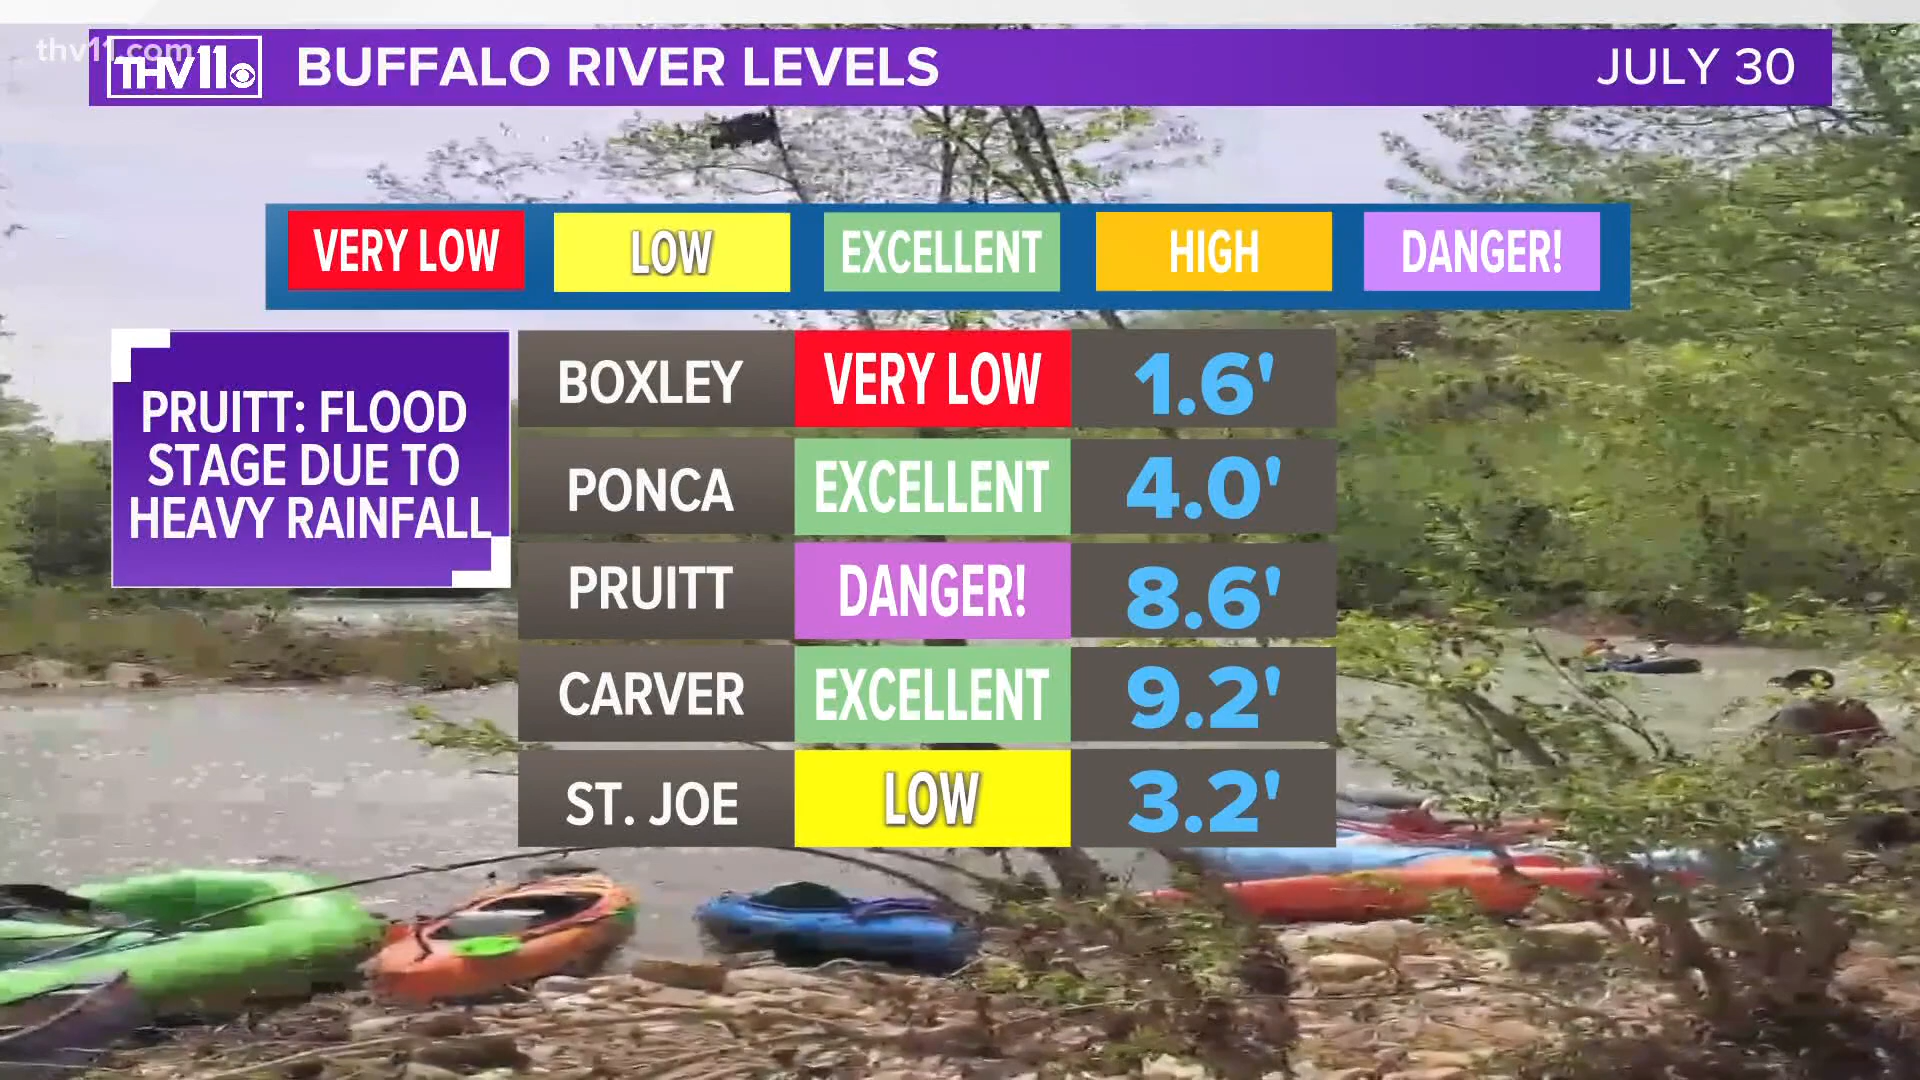 thv11.com
THV11
BUFFALO RIVER LEVELS
JULY 30
VERY LOW
LOW
EXCELLENT
HIGH
DANGER!
PRUITT: FLOOD
STAGE DUE TO
HEAVY RAINFALL
BOXLEY VERY LOW 1.6'
PONCA EXCELLENT 4.0'
PRUITT DANGER! 8.6'
CARVER EXCELLENT 9.2'
ST. JOE LOW 3.2'